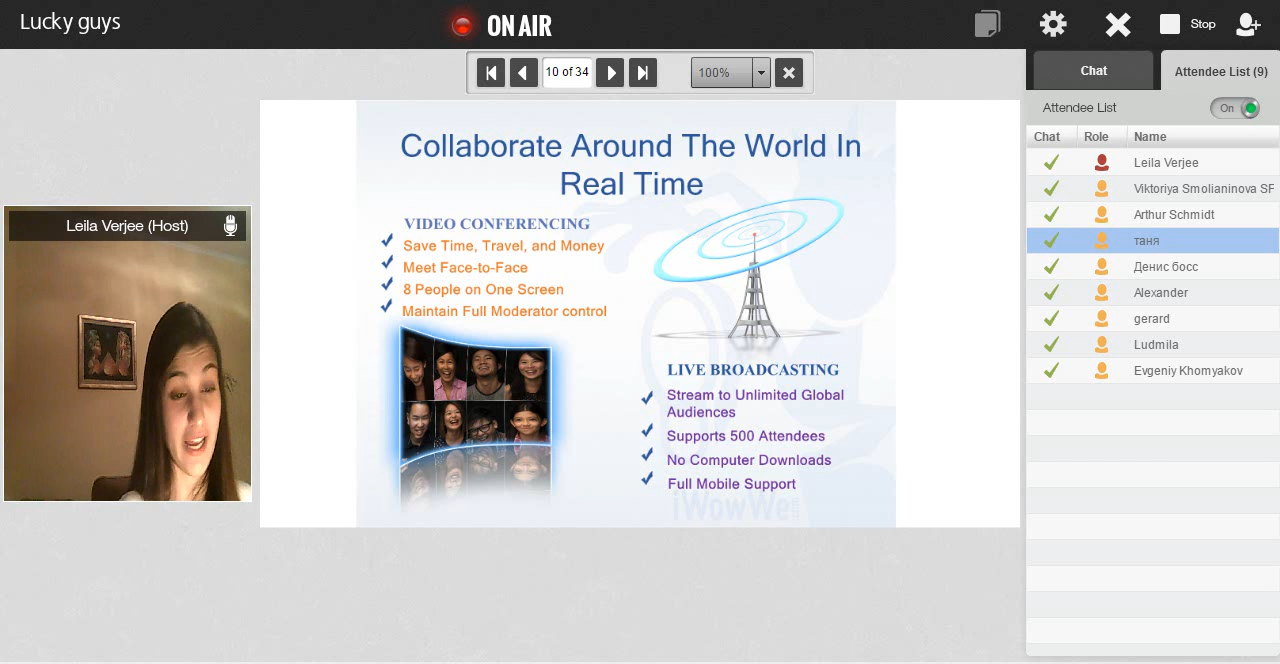 Lucky guys
ON AIR
Stop
10 of 34
100%
Chat
Attendee List (9)
Attendee List
On
Chat Role Name
Leila Verjee
Viktoriya Smolianinova SF
Arthur Schmidt
таня
Денис босс
Alexander
gerard
Ludmila
Evgeniy Khomyakov
Leila Verjee (Host)
Collaborate Around The World In
Real Time
VIDEO CONFERENCING
Save Time, Travel, and Money
Meet Face-to-Face
8 People on One Screen
Maintain Full Moderator control
LIVE BROADCASTING
Stream to Unlimited Global
Audiences
Supports 500 Attendees
No Computer Downloads
Full Mobile Support
iWowWe